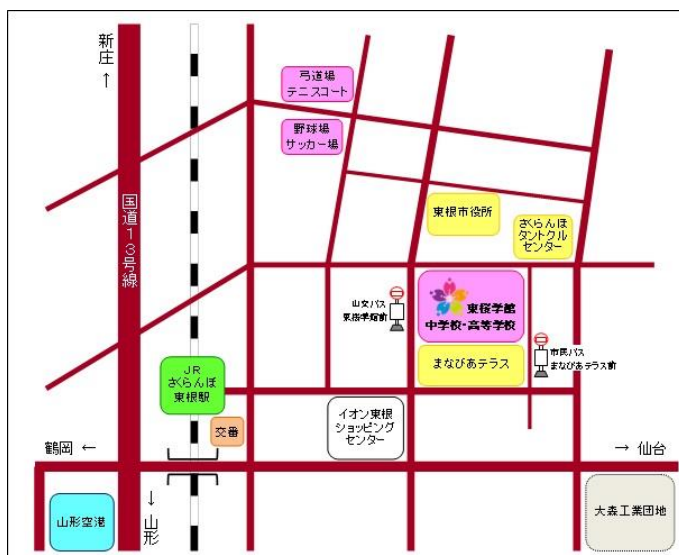 新庄
↑
国道13号線
弓道場
テニスコート
野球場
サッカー場
東根市役所
さくらんぼ
タントクル
センター
山交バス
東桜学館前
東桜学館
中学校・高等学校
市民バス
まなびあテラス前
まなびあテラス
JR
さくらんぼ
東根駅
交番
イオン東根
ショッピング
センター
鶴岡 ←
→ 仙台
↓
山形
山形空港
大森工業団地